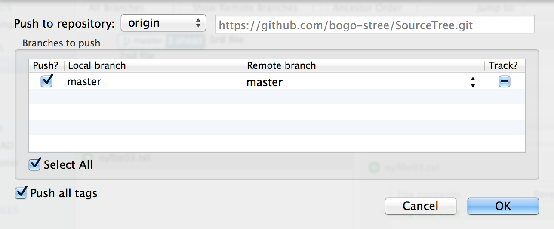 Push to repository: origin https://github.com/bogo-stree/SourceTree.git
Branches to push
Push? Local branch Remote branch Track?
master master
Select All
Push all tags
Cancel OK